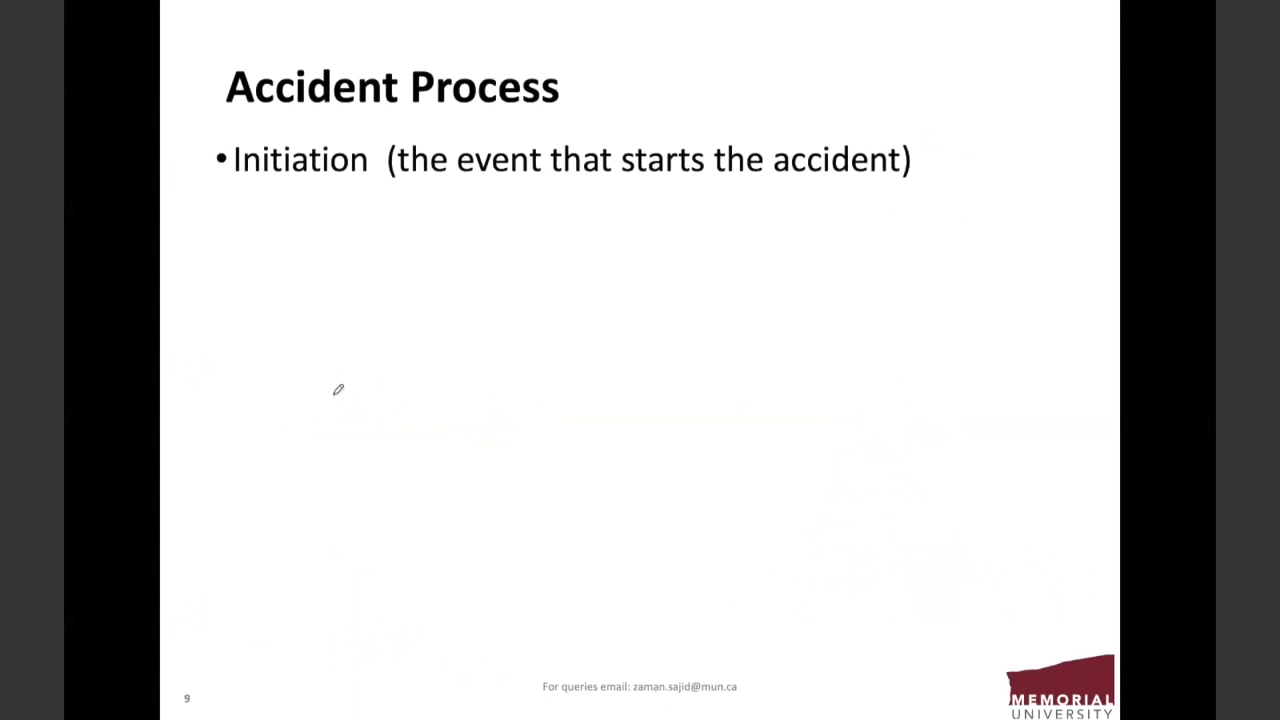 Accident Process
• Initiation (the event that starts the accident)
9
For queries email: zaman.sajid@mun.ca
MEMORIAL
UNIVERSITY